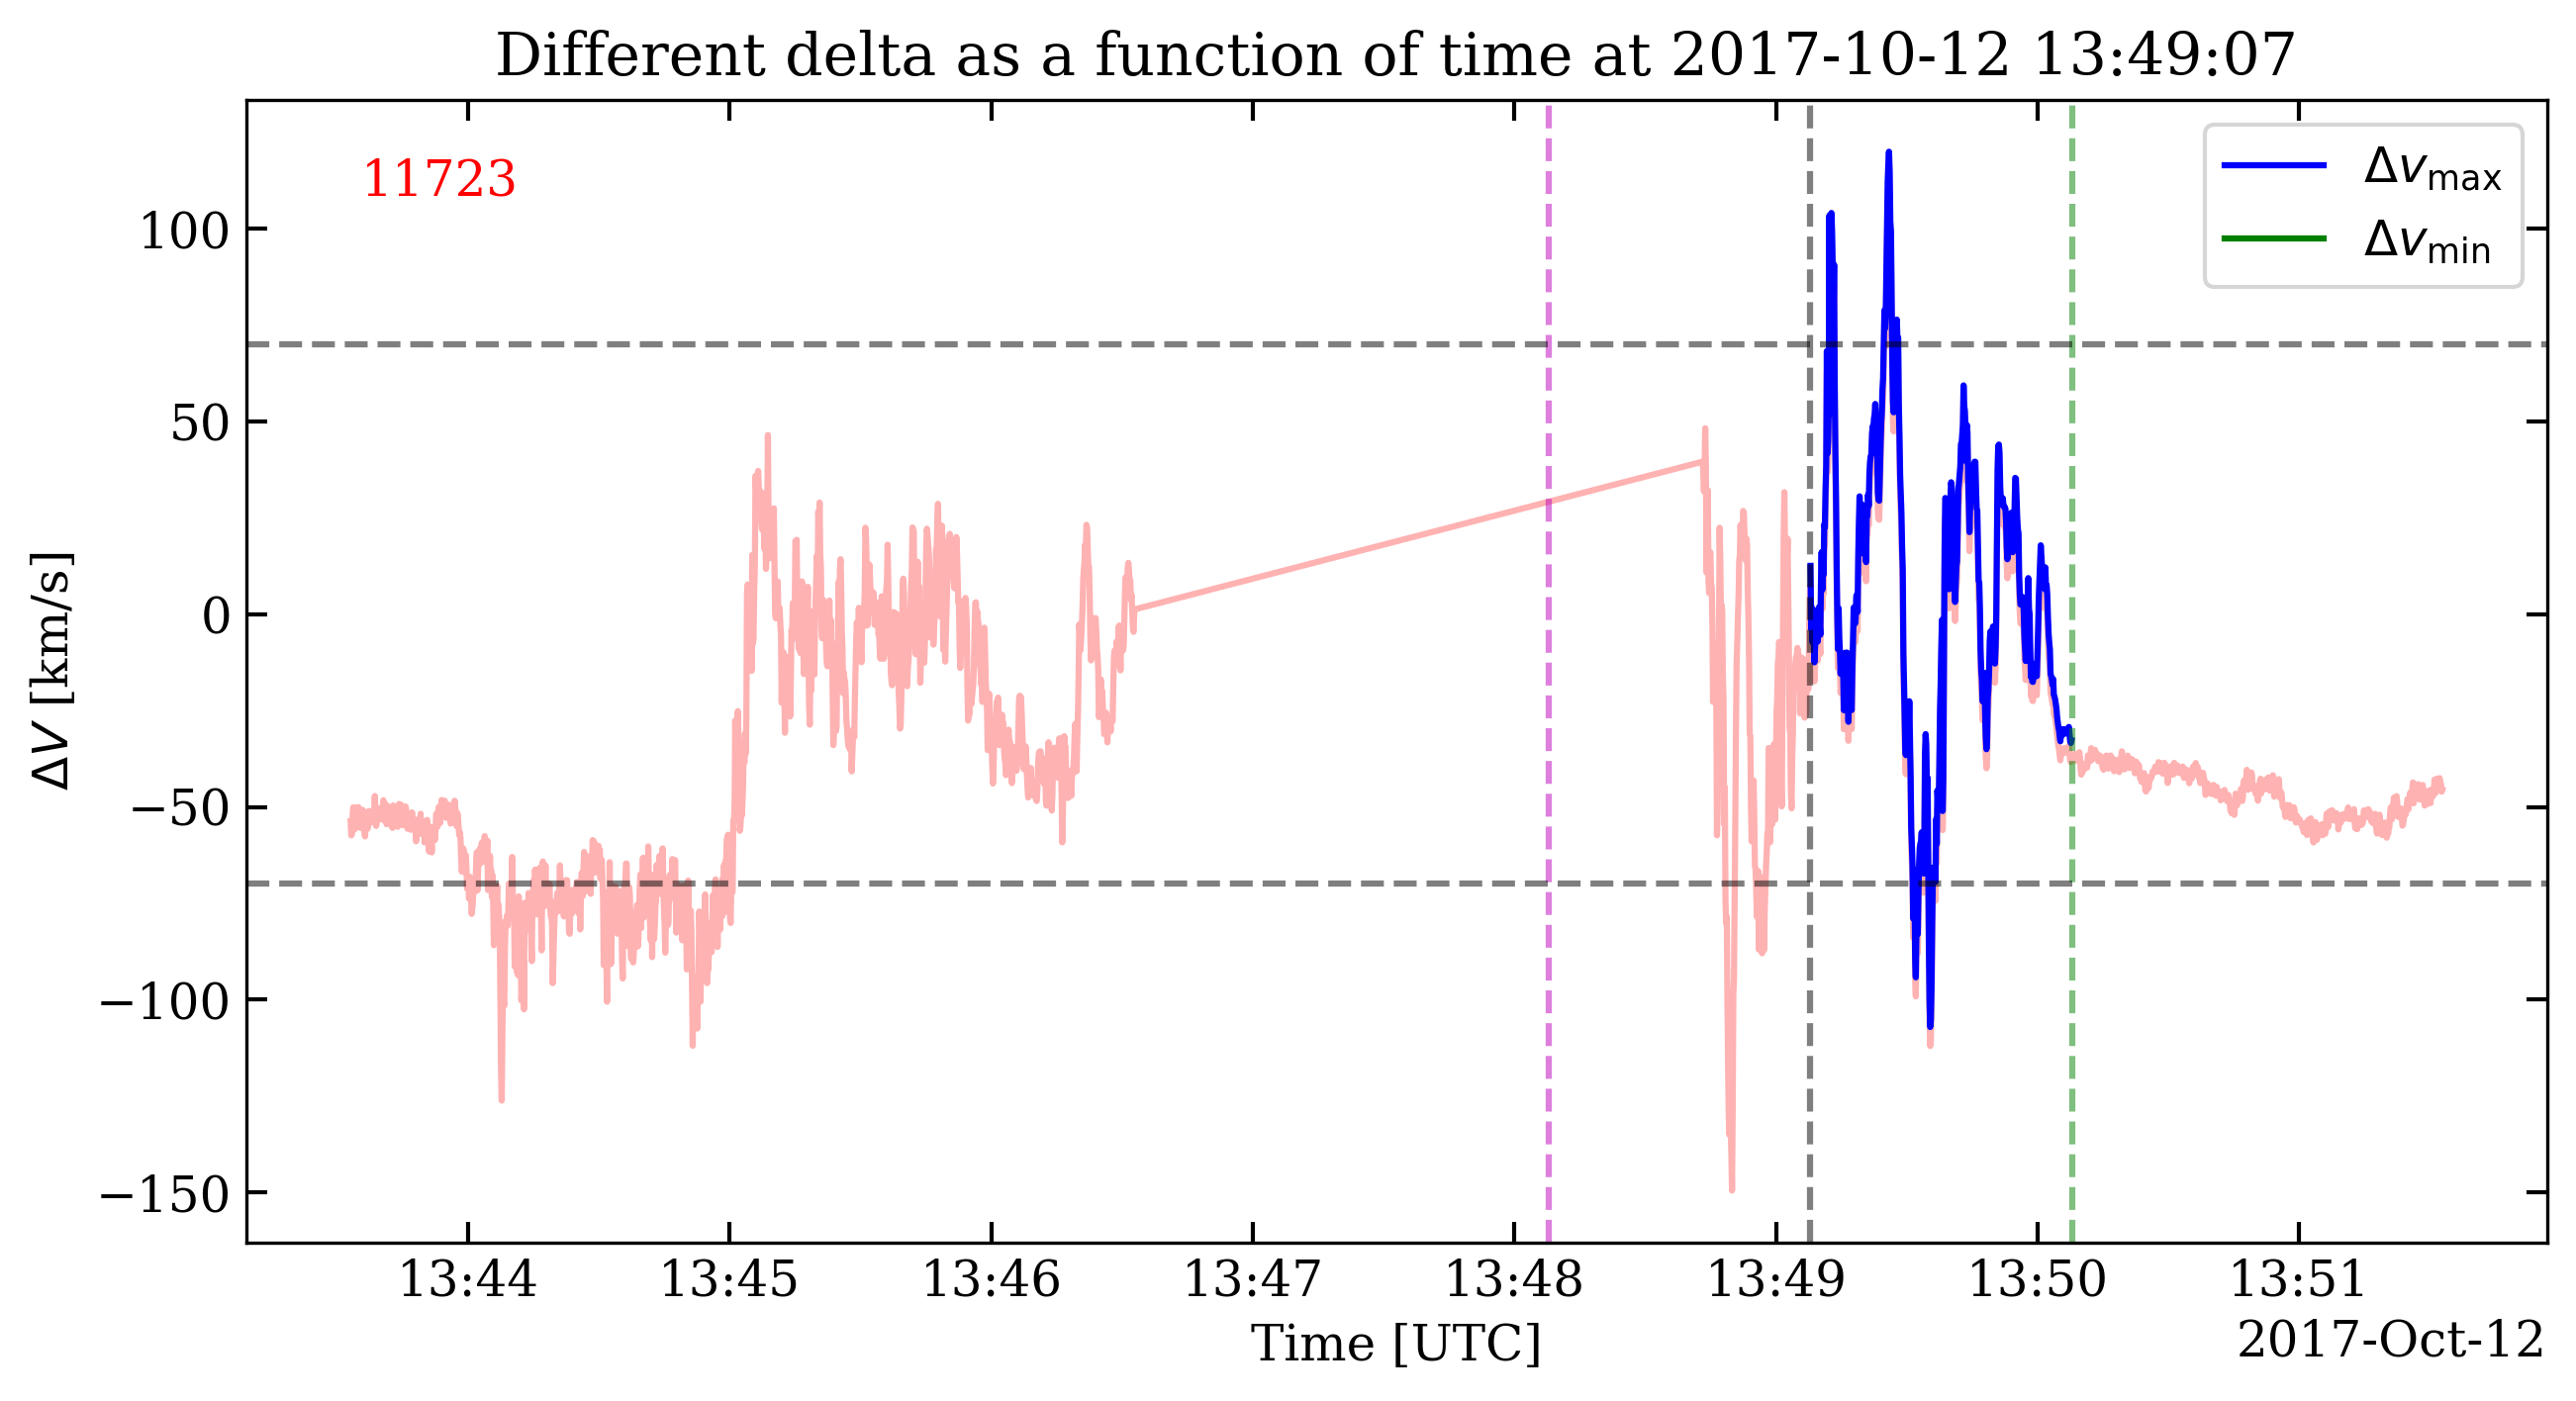 Different delta as a function of time at 2017-10-12 13:49:07
11723
Δv_max
Δv_min
100
50
0
−50
−100
−150
ΔV [km/s]
13:44 13:45 13:46 13:47 13:48 13:49 13:50 13:51
Time [UTC]
2017-Oct-12